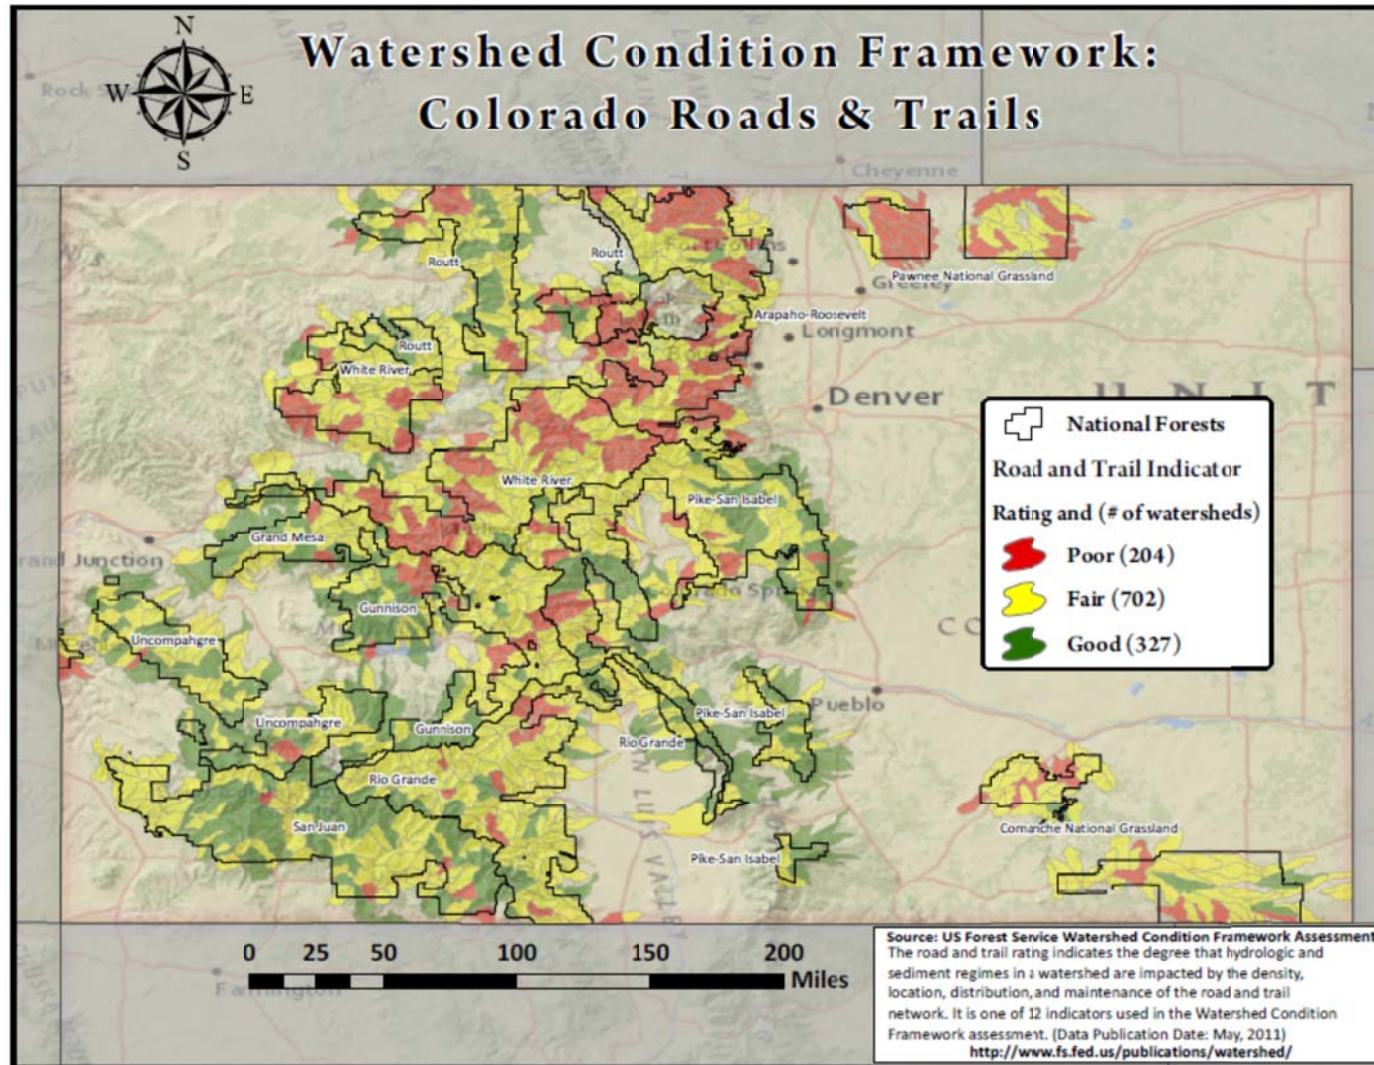 N
W E
S
Watershed Condition Framework:
Colorado Roads & Trails
Cheyenne
Routt
Routt
Pawnee National Grassland
Greeley
Arapaho-Roosevelt
Longmont
Routt
White River
Denver
U N I T
National Forests
Road and Trail Indicator
Rating and (# of watersheds)
Poor (204)
Fair (702)
Good (327)
White River
Pike-San Isabel
Grand Mesa
Gunnison
Uncompahgre
Uncompahgre
Gunnison
Pike-San Isabel
Pueblo
Rio Grande
Rio Grande
San Juan
Comanche National Grassland
Pike-San Isabel
0 25 50 100 150 200
Miles
Farmington
Source: US Forest Service Watershed Condition Framework Assessment
The road and trail ratng indicates the degree that hydrologic and
sediment regimes in a watershed are impacted by the density,
location, distribution, and maintenance of the road and trail
network. It is one of 12 indicators used in the Watershed Condition
Framework assessment. (Data Publication Date: May, 2011)
http://www.fs.fed.us/publications/watershed/